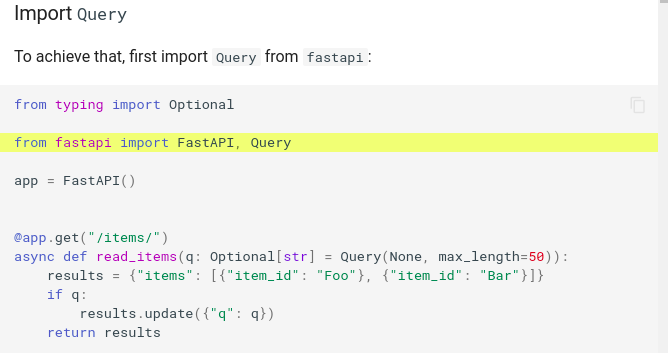 Import Query
To achieve that, first import Query from fastapi:
from typing import Optional
from fastapi import FastAPI, Query
app = FastAPI()
@app.get("/items/")
async def read_items(q: Optional[str] = Query(None, max_length=50)):
    results = {"items": [{"item_id": "Foo"}, {"item_id": "Bar"}]}
    if q:
        results.update({"q": q})
    return results